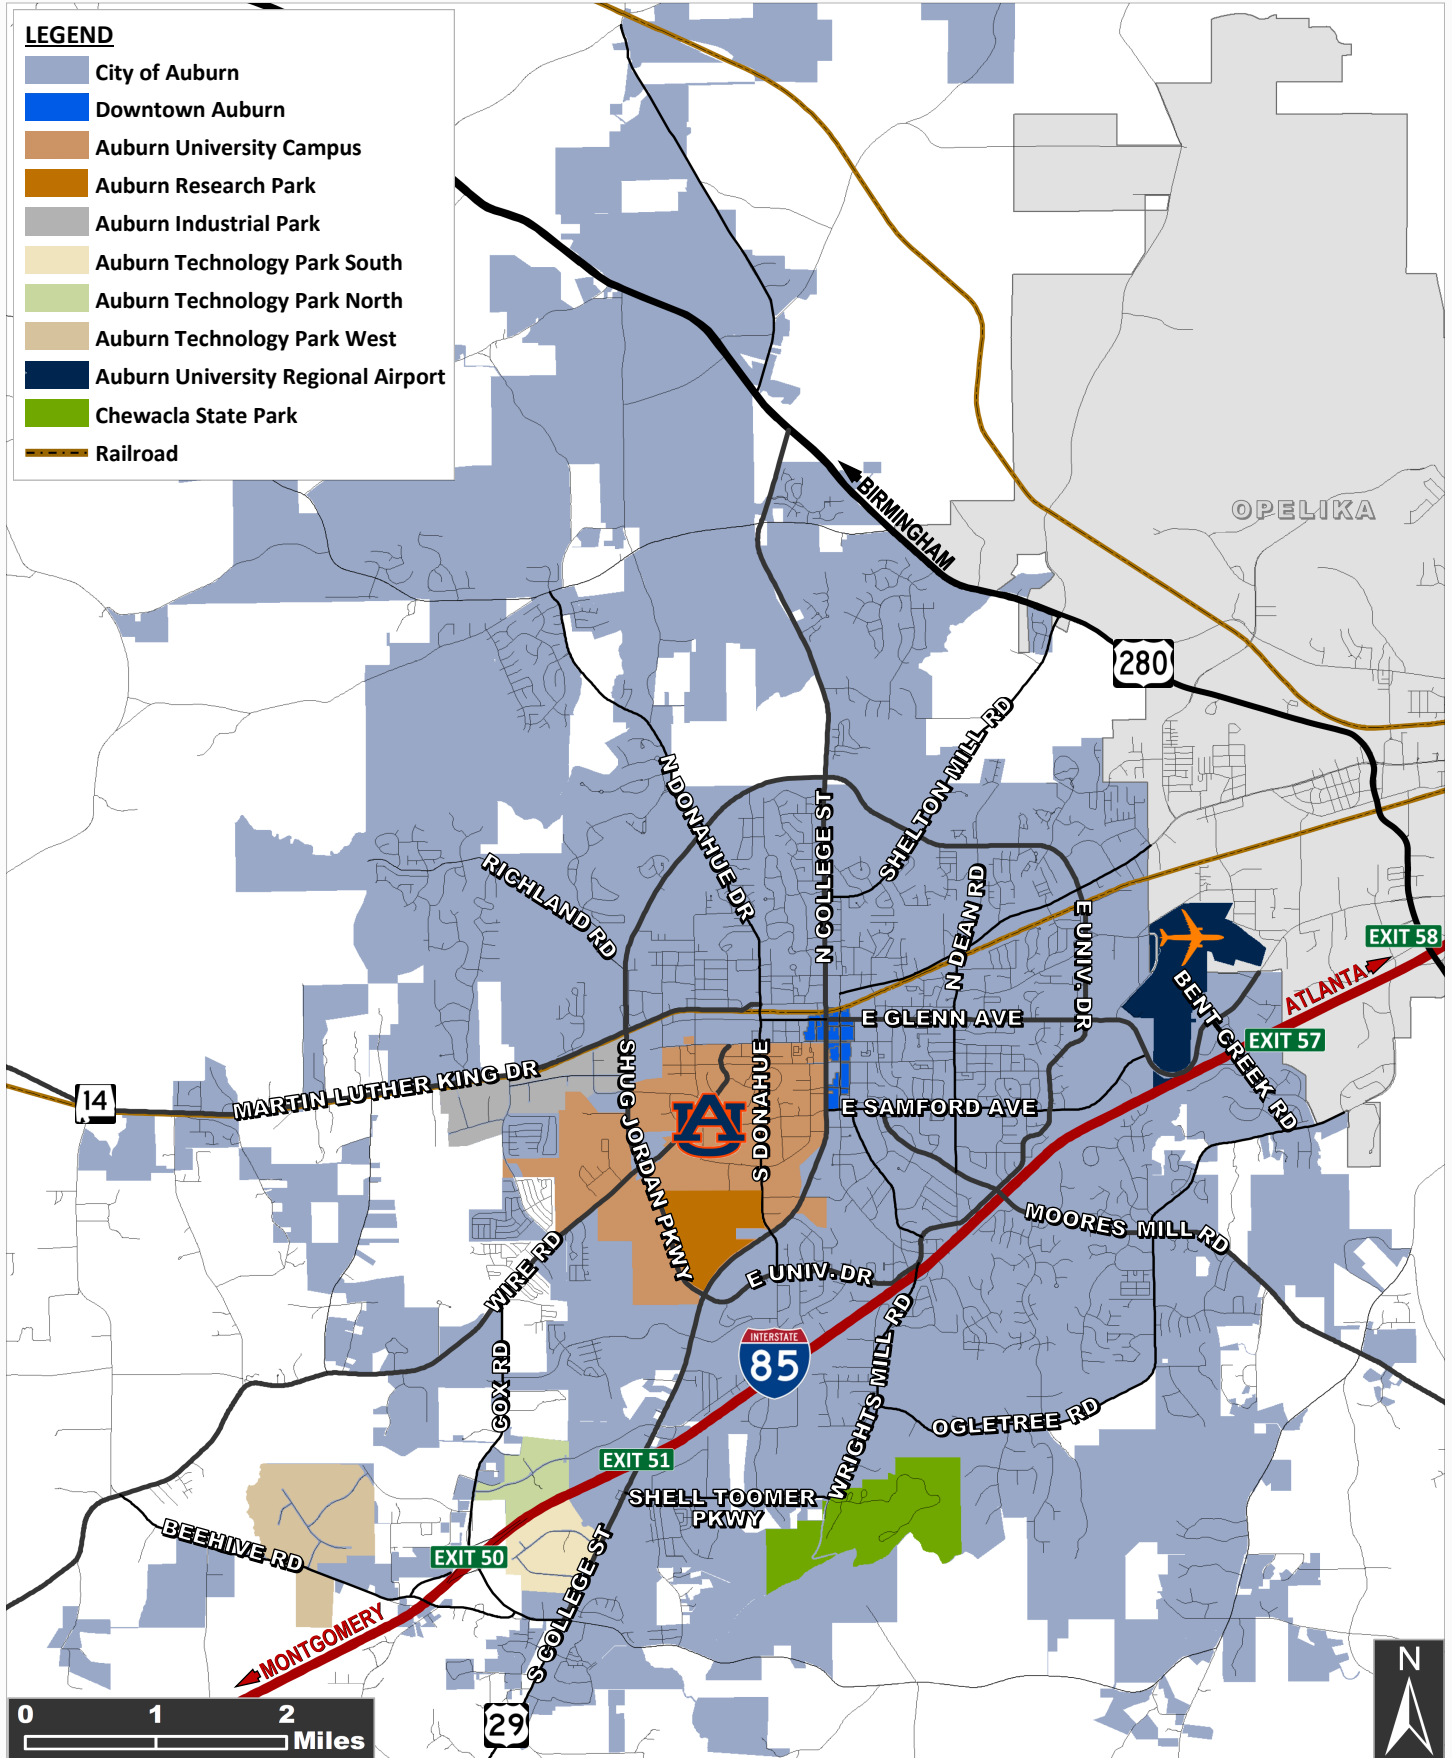 LEGEND
City of Auburn
Downtown Auburn
Auburn University Campus
Auburn Research Park
Auburn Industrial Park
Auburn Technology Park South
Auburn Technology Park North
Auburn Technology Park West
Auburn University Regional Airport
Chewacla State Park
Railroad
BIRMINGHAM
OPELIKA
280
N DONAHUE DR
N COLLEGE ST
SHELTON MILL RD
RICHLAND RD
N DEAN RD
E UNIV. DR
EXIT 58
ATLANTA
BENT CREEK RD
E GLENN AVE
EXIT 57
14
MARTIN LUTHER KING DR
SHUG JORDAN PKWY
AU
S DONAHUE
E SAMFORD AVE
MOORES MILL RD
WIRE RD
E UNIV. DR
INTERSTATE
85
WRIGHTS MILL RD
COX RD
OGLETREE RD
EXIT 51
SHELL TOOMER
PKWY
BEEHIVE RD
EXIT 50
S COLLEGE ST
MONTGOMERY
29
0 1 2
Miles
N